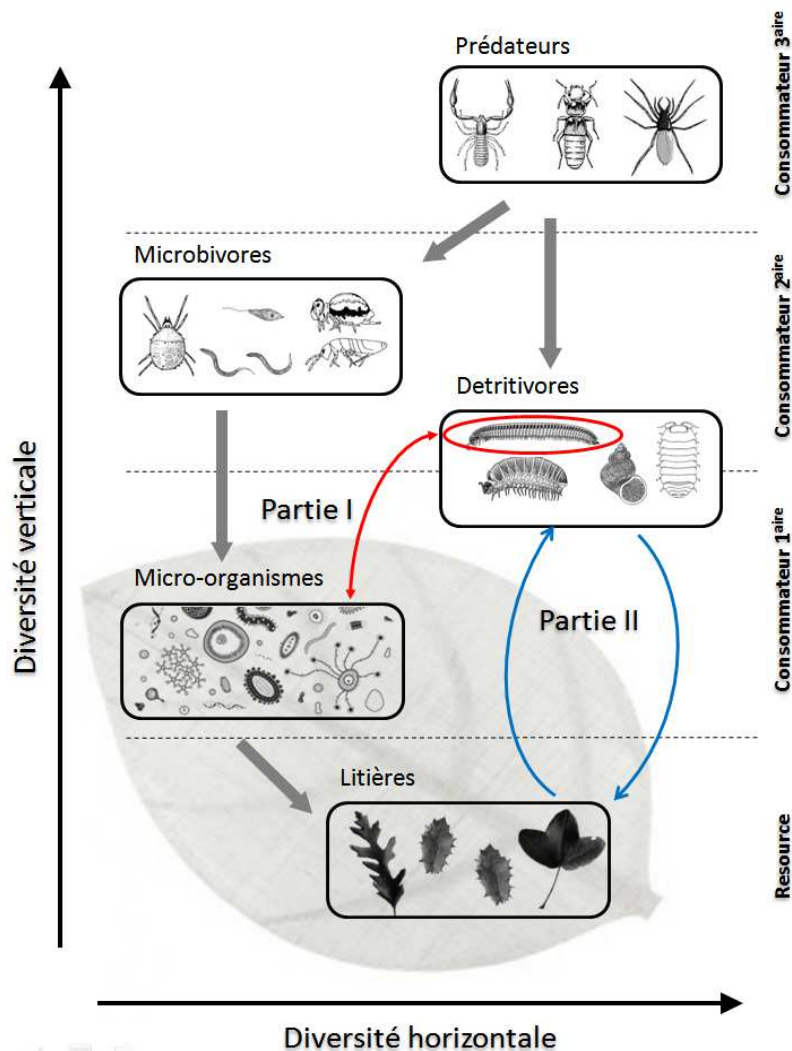 Prédateurs
Consommateur 3aire
Microbivores
Consommateur 2aire
Detritivores
Diversité verticale
Partie I
Micro-organismes
Partie II
Consommateur 1aire
Litières
Resource
Diversité horizontale